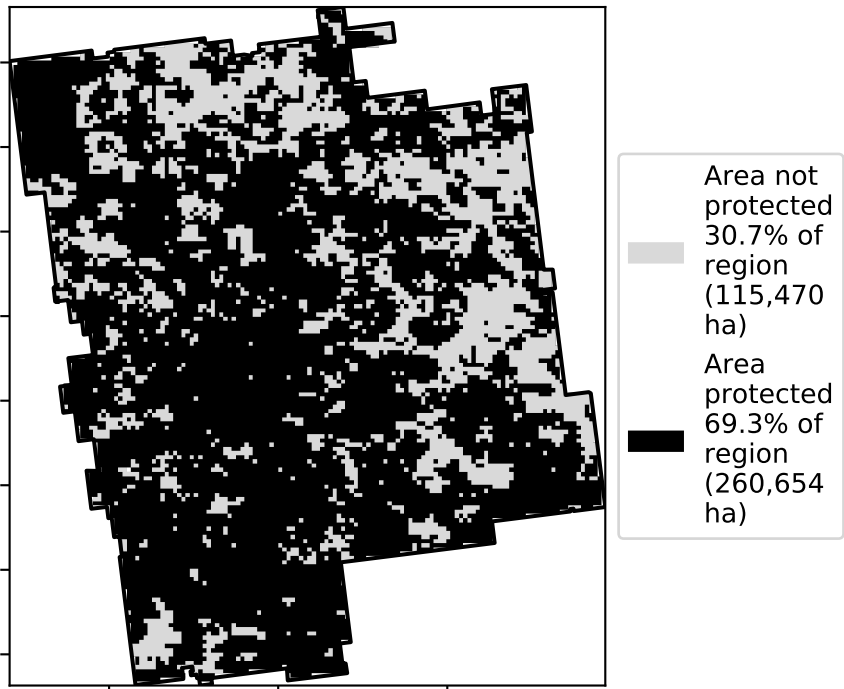 Area not
protected
30.7% of
region
(115,470
ha)
Area
protected
69.3% of
region
(260,654
ha)